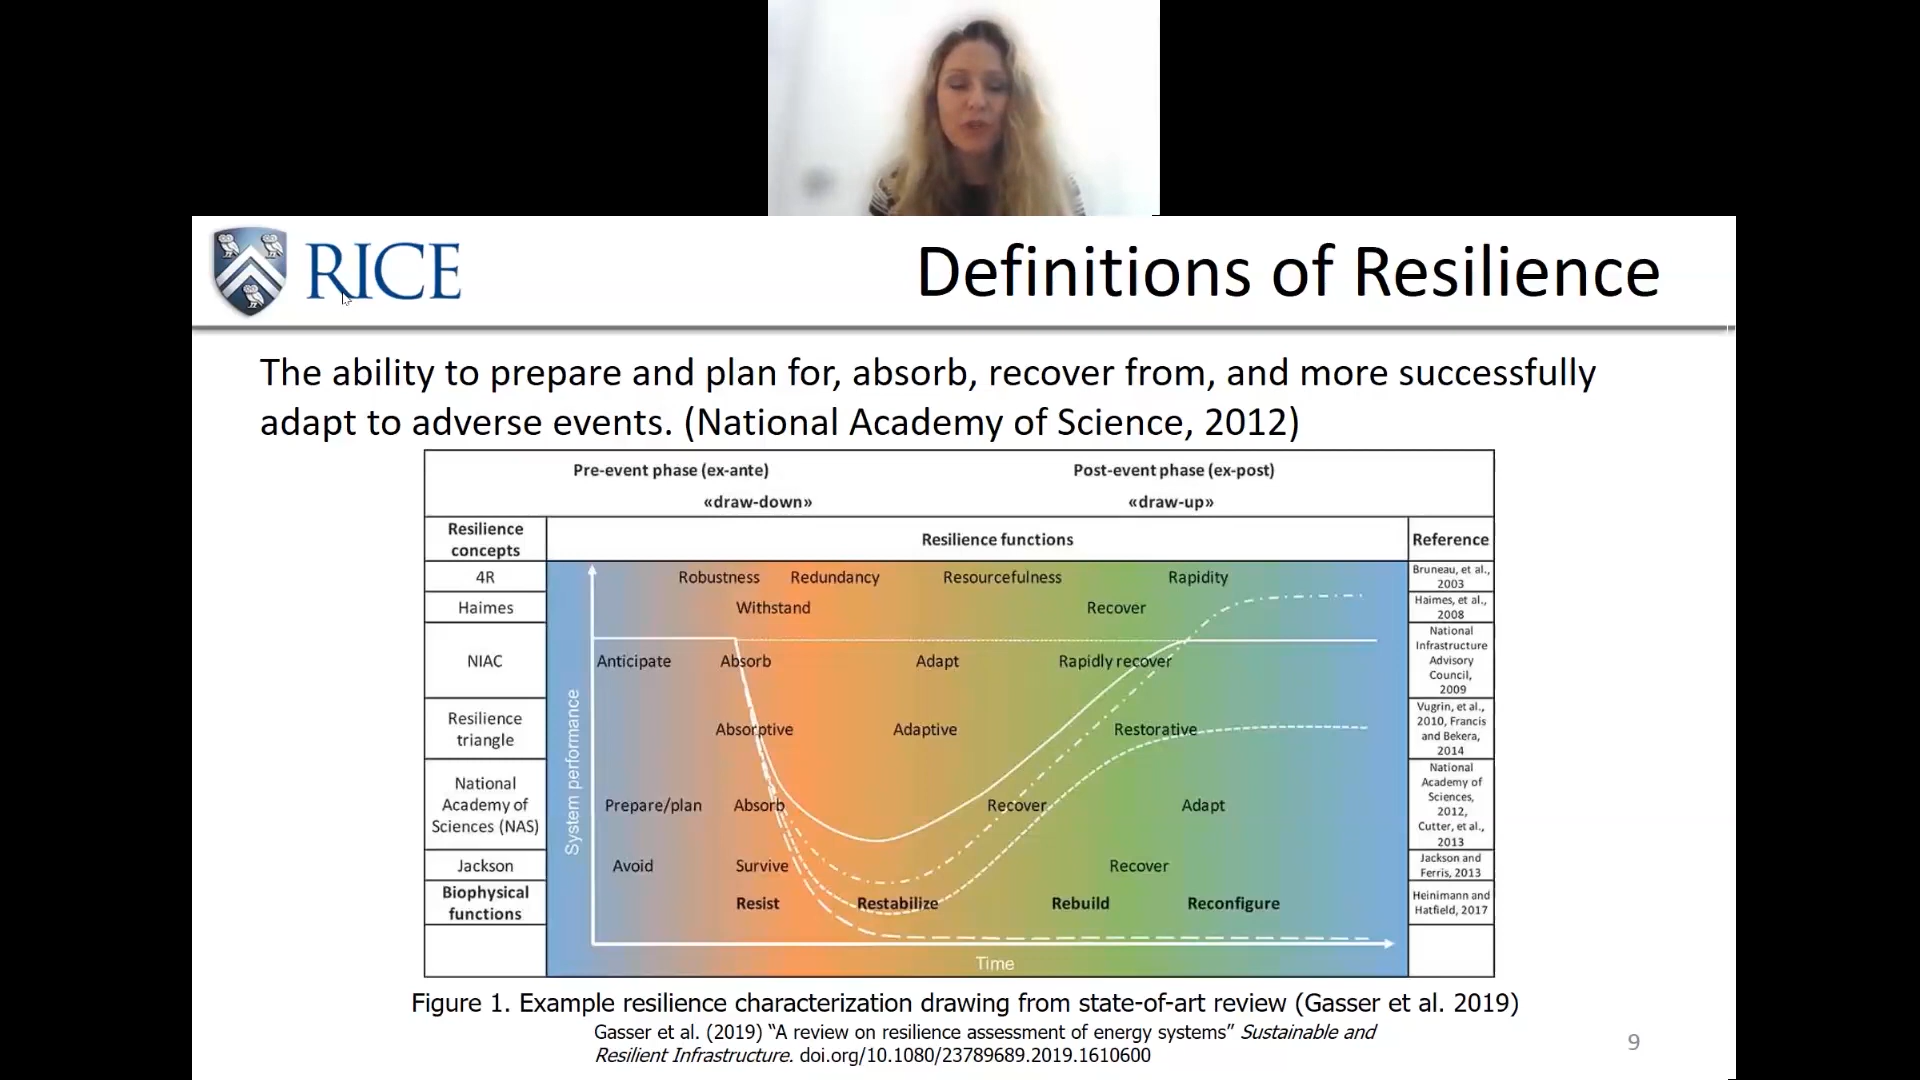 RICE
Definitions of Resilience
The ability to prepare and plan for, absorb, recover from, and more successfully
adapt to adverse events. (National Academy of Science, 2012)
Pre-event phase (ex-ante) Post-event phase (ex-post)
«draw-down» «draw-up»
Resilience
concepts
Resilience functions
Reference
4R
Robustness Redundancy Resourcefulness Rapidity
Bruneau, et al.,
2003
Haimes
Withstand Recover
Haimes, et al.,
2008
NIAC
Anticipate Absorb Adapt Rapidly recover
National
Infrastructure
Advisory
Council,
2009
Resilience
triangle
Absorptive Adaptive Restorative
Vugrin, et al.,
2010, Francis
and Bekera,
2014
National
Academy of
Sciences (NAS)
Prepare/plan Absorb Recover Adapt
National
Academy of
Sciences,
2012,
Cutter, et al.,
2013
Jackson
Avoid Survive Recover
Jackson and
Ferris, 2013
Biophysical
functions
Resist Restabilize Rebuild Reconfigure
Heinimann and
Hatfield, 2017
System performance
Time
Figure 1. Example resilience characterization drawing from state-of-art review (Gasser et al. 2019)
Gasser et al. (2019) “A review on resilience assessment of energy systems” Sustainable and
Resilient Infrastructure. doi.org/10.1080/23789689.2019.1610600
9